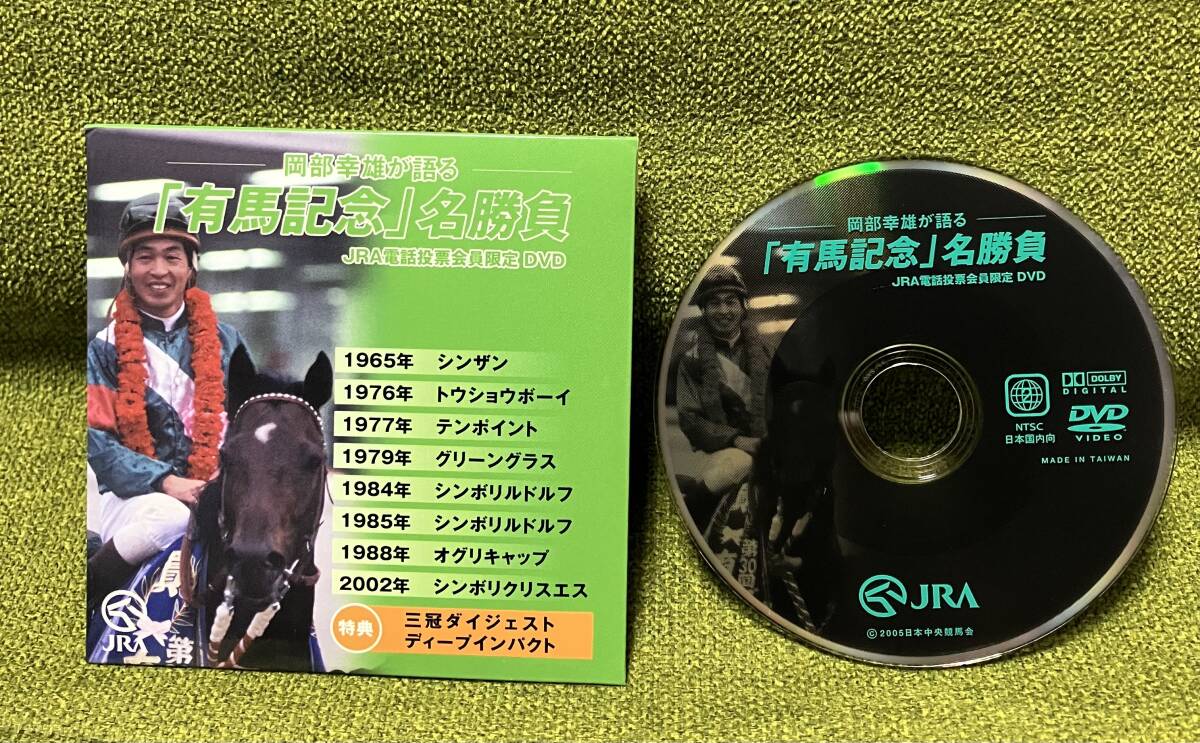 岡部幸雄が語る
「有馬記念」名勝負
JRA電話投票会員限定 DVD
1965年 シンザン
1976年 トウショウボーイ
1977年 テンポイント
1979年 グリーングラス
1984年 シンボリルドルフ
1985年 シンボリルドルフ
1988年 オグリキャップ
2002年 シンボリクリスエス
特典
三冠ダイジェスト
ディープインパクト
JRA
第
岡部幸雄が語る
「有馬記念」名勝負
JRA電話投票会員限定 DVD
2
NTSC
日本国内向
DOLBY
DIGITAL
DVD
VIDEO
MADE IN TAIWAN
第30回
JRA
©2005日本中央競馬会